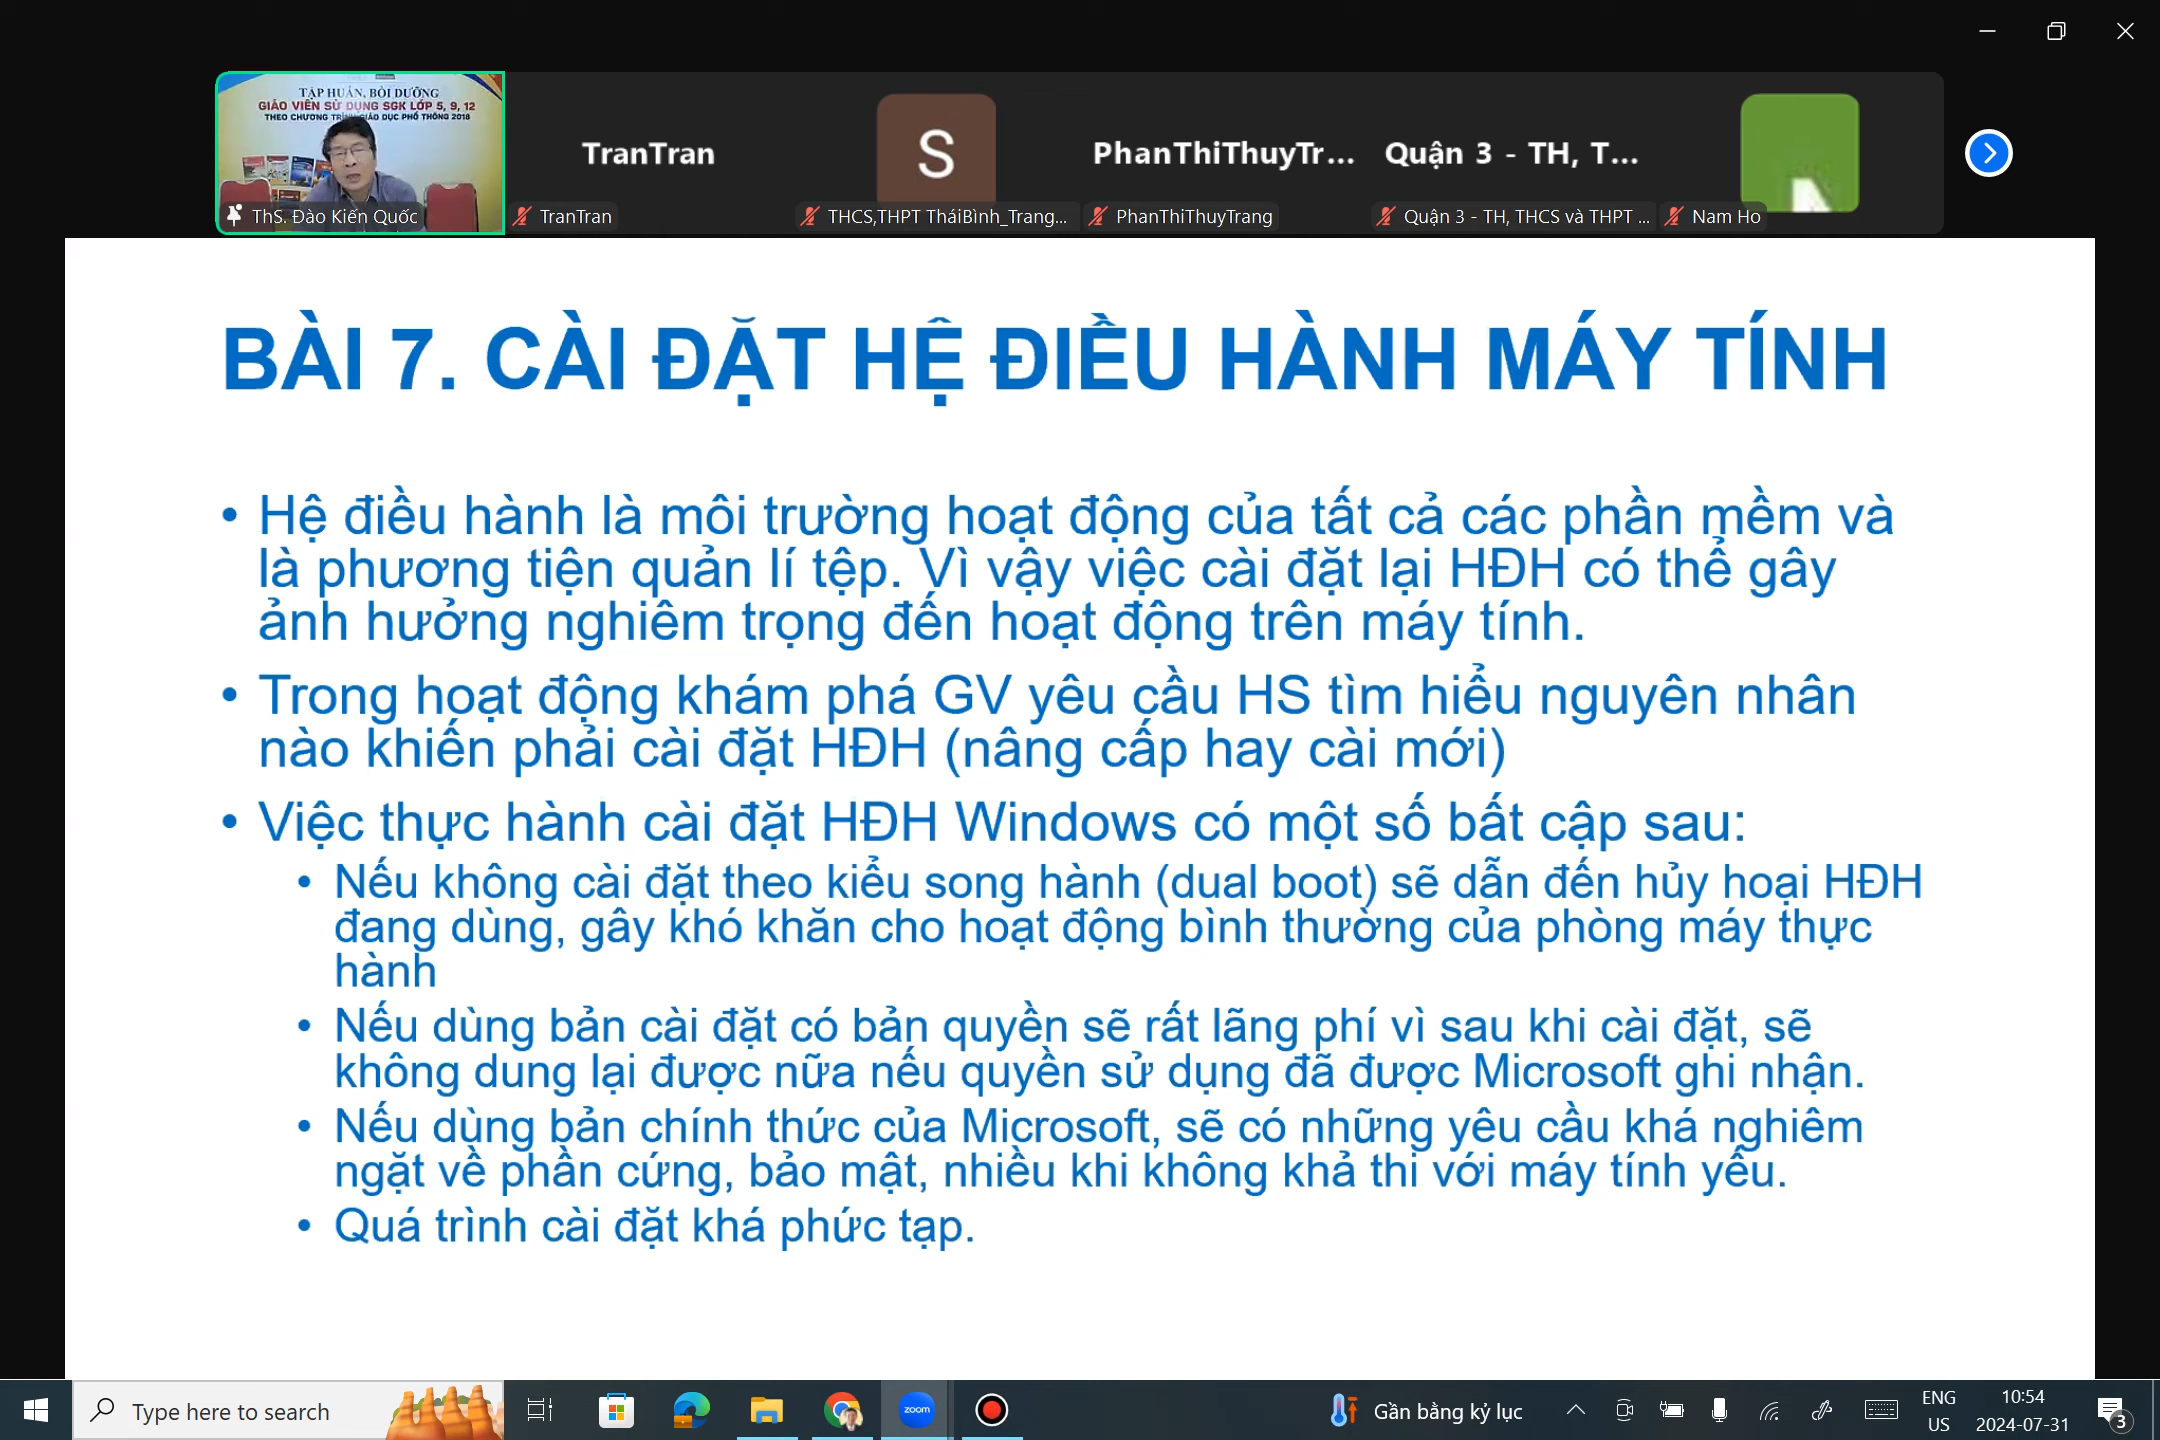 TẬP HUẤN, BỒI DƯỠNG
GIÁO VIÊN SỬ DỤNG SGK LỚP 5, 9, 12
THEO CHƯƠNG TRÌNH GIÁO DỤC PHỔ THÔNG 2018
ThS. Đào Kiến Quốc
TranTran
TranTran
S
THCS,THPT TháiBình_Trang...
PhanThiThuyTr...
PhanThiThuyTrang
Quận 3 - TH, T...
Quận 3 - TH, THCS và THPT ...
Nam Ho
BÀI 7. CÀI ĐẶT HỆ ĐIỀU HÀNH MÁY TÍNH
• Hệ điều hành là môi trường hoạt động của tất cả các phần mềm và
là phương tiện quản lí tệp. Vì vậy việc cài đặt lại HĐH có thể gây
ảnh hưởng nghiêm trọng đến hoạt động trên máy tính.
• Trong hoạt động khám phá GV yêu cầu HS tìm hiểu nguyên nhân
nào khiến phải cài đặt HĐH (nâng cấp hay cài mới)
• Việc thực hành cài đặt HĐH Windows có một số bất cập sau:
• Nếu không cài đặt theo kiểu song hành (dual boot) sẽ dẫn đến hủy hoại HĐH
đang dùng, gây khó khăn cho hoạt động bình thường của phòng máy thực
hành
• Nếu dùng bản cài đặt có bản quyền sẽ rất lãng phí vì sau khi cài đặt, sẽ
không dung lại được nữa nếu quyền sử dụng đã được Microsoft ghi nhận.
• Nếu dùng bản chính thức của Microsoft, sẽ có những yêu cầu khá nghiêm
ngặt về phần cứng, bảo mật, nhiều khi không khả thi với máy tính yếu.
• Quá trình cài đặt khá phức tạp.
Type here to search
zoom
Gần bằng kỷ lục
ENG
US
10:54
2024-07-31
3